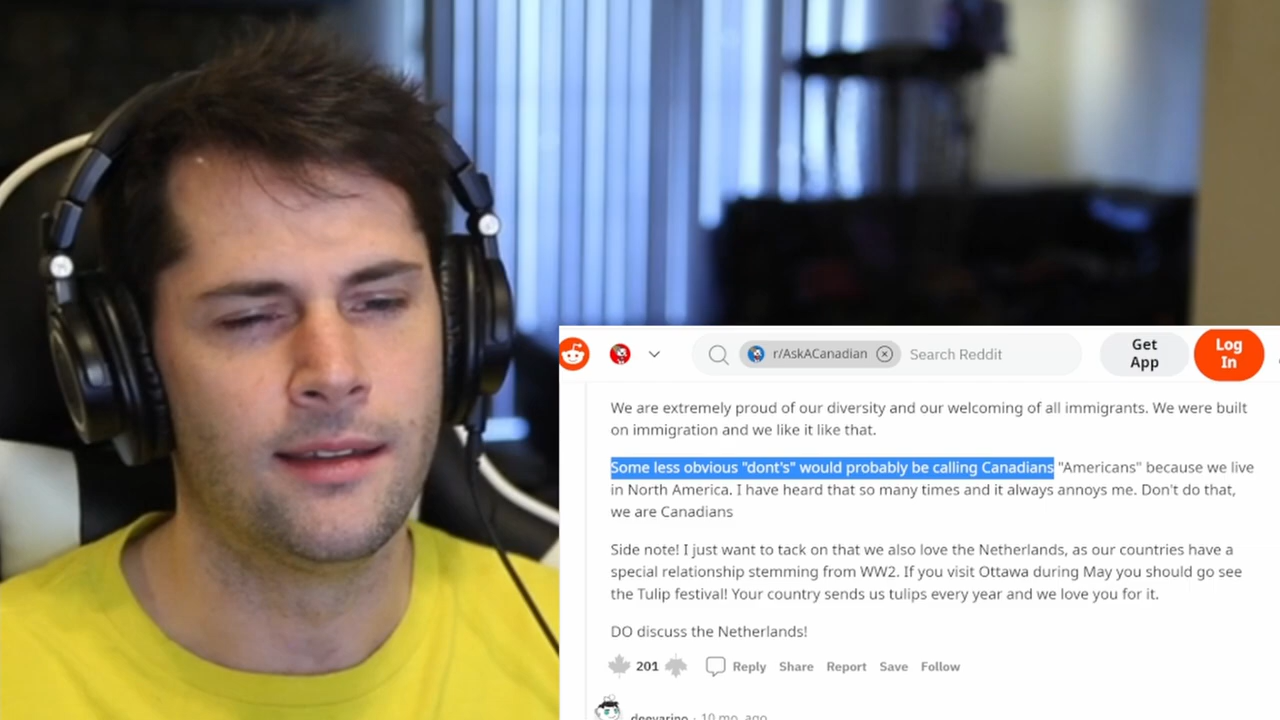 r/AskACanadian
Search Reddit
Get
App
Log
In
We are extremely proud of our diversity and our welcoming of all immigrants. We were built
on immigration and we like it like that.
Some less obvious "dont's" would probably be calling Canadians "Americans" because we live
in North America. I have heard that so many times and it always annoys me. Don't do that,
we are Canadians
Side note! I just want to tack on that we also love the Netherlands, as our countries have a
special relationship stemming from WW2. If you visit Ottawa during May you should go see
the Tulip festival! Your country sends us tulips every year and we love you for it.
DO discuss the Netherlands!
201 Reply Share Report Save Follow
deevarino · 10 mo. ago